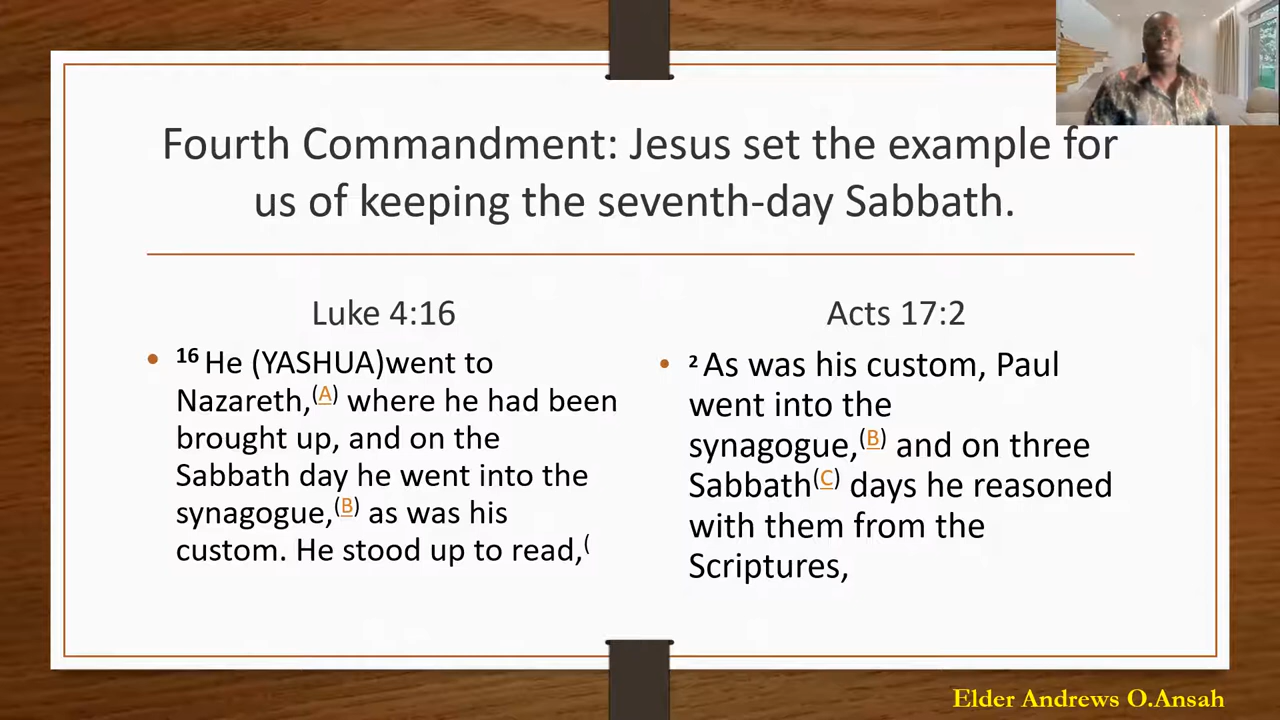 Fourth Commandment: Jesus set the example for
us of keeping the seventh-day Sabbath.
Luke 4:16
• 16 He (YASHUA)went to
Nazareth,(A) where he had been
brought up, and on the
Sabbath day he went into the
synagogue,(B) as was his
custom. He stood up to read,(
Acts 17:2
• 2 As was his custom, Paul
went into the
synagogue,(B) and on three
Sabbath(C) days he reasoned
with them from the
Scriptures,
Elder Andrews O.Ansah